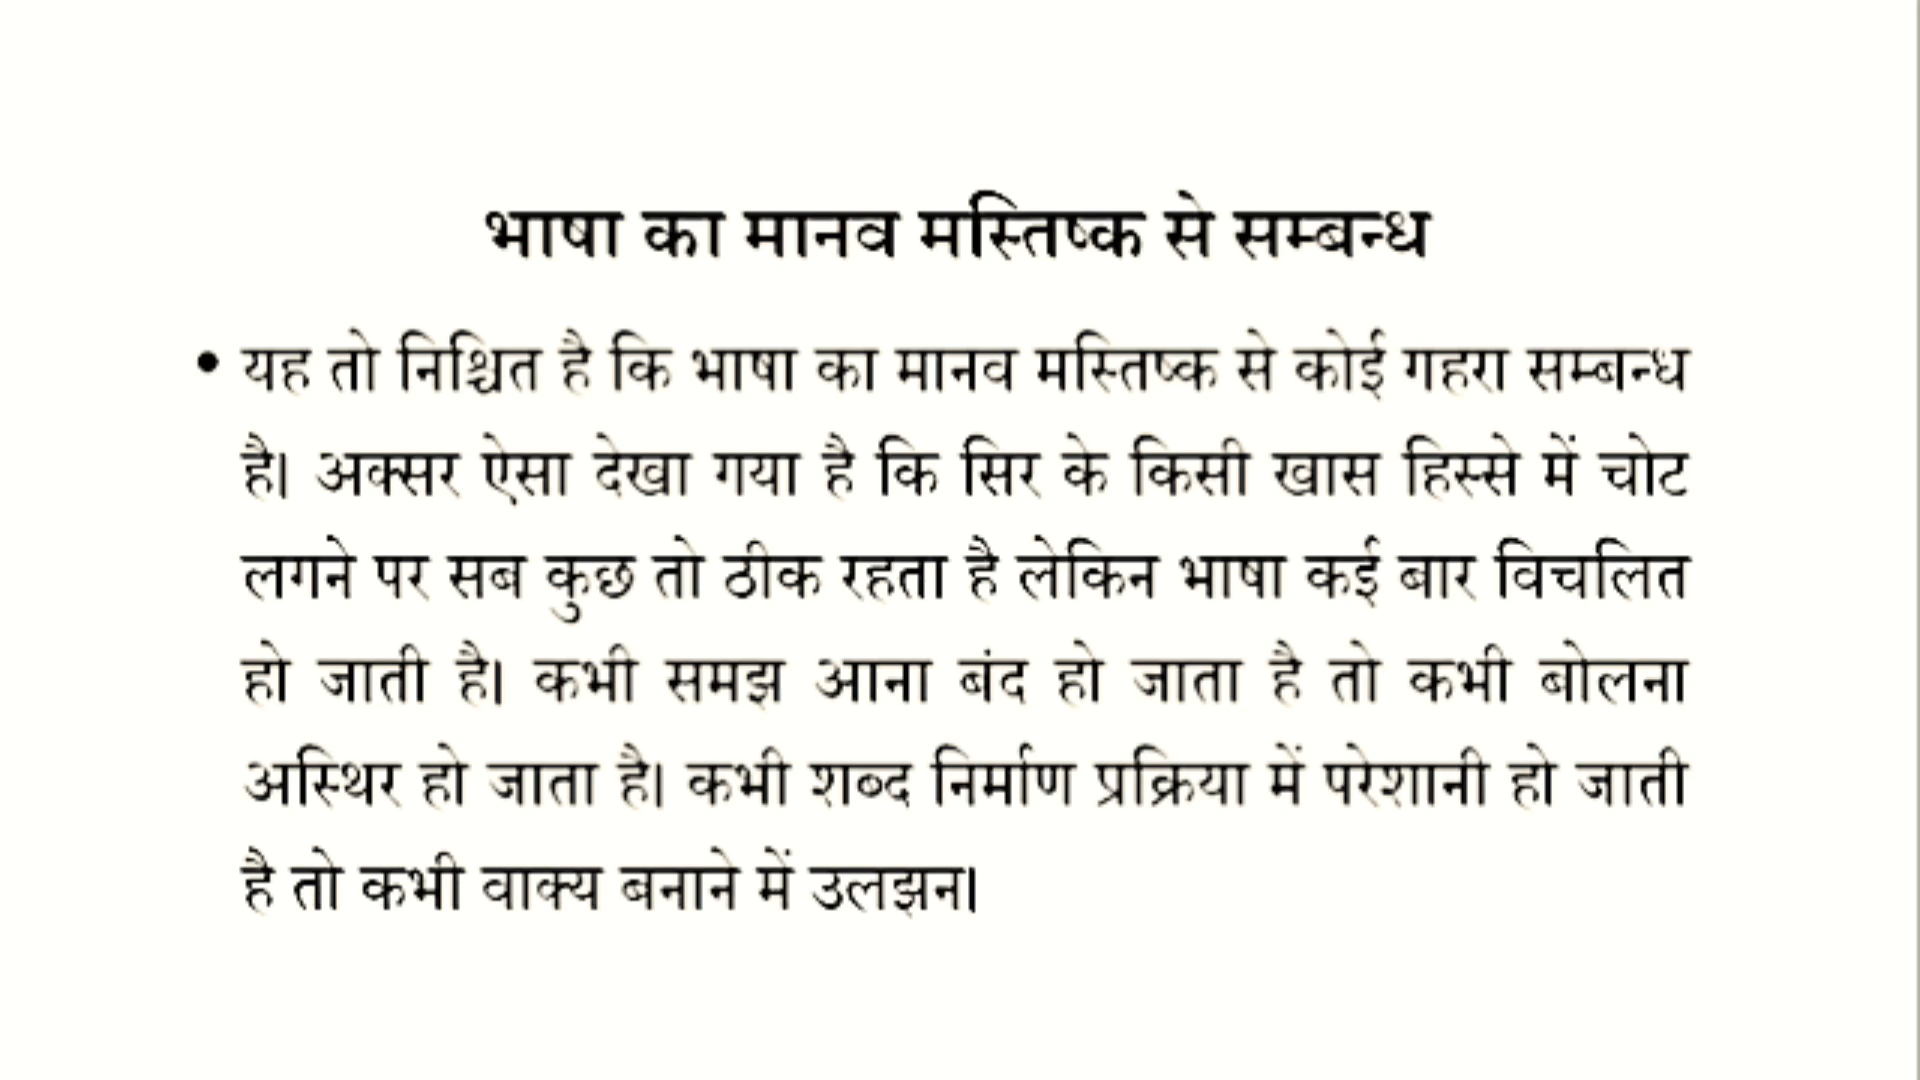 भाषा का मानव मस्तिष्क से सम्बन्ध
• यह तो निश्चित है कि भाषा का मानव मस्तिष्क से कोई गहरा सम्बन्ध
है। अक्सर ऐसा देखा गया है कि सिर के किसी खास हिस्से में चोट
लगने पर सब कुछ तो ठीक रहता है लेकिन भाषा कई बार विचलित
हो जाती है। कभी समझ आना बंद हो जाता है तो कभी बोलना
अस्थिर हो जाता है। कभी शब्द निर्माण प्रक्रिया में परेशानी हो जाती
है तो कभी वाक्य बनाने में उलझन।